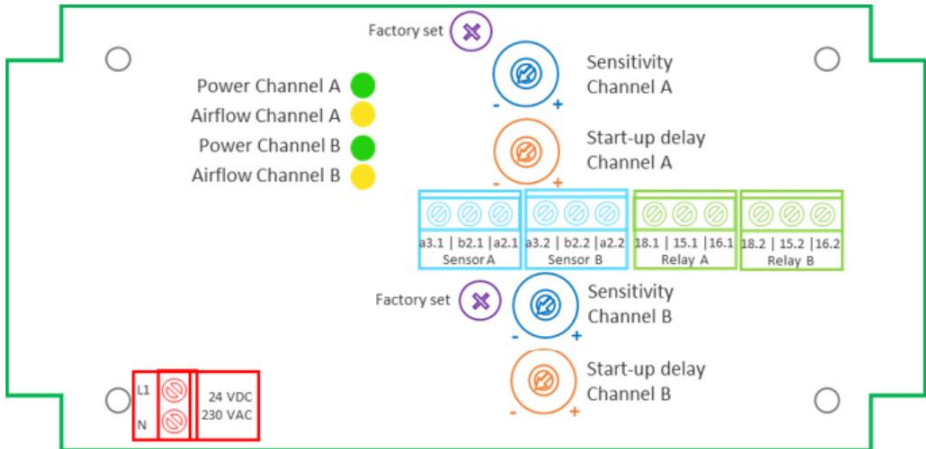 Factory set
Sensitivity
Channel A
- +
Power Channel A
Airflow Channel A
Power Channel B
Airflow Channel B
Start-up delay
Channel A
- +
a3.1 | b2.1 |a2.1
Sensor A
a3.2 | b2.2 |a2.2
Sensor B
18.1 | 15.1 |16.1
Relay A
18.2 | 15.2 |16.2
Relay B
Factory set
Sensitivity
Channel B
- +
Start-up delay
Channel B
- +
L1
N
24 VDC
230 VAC